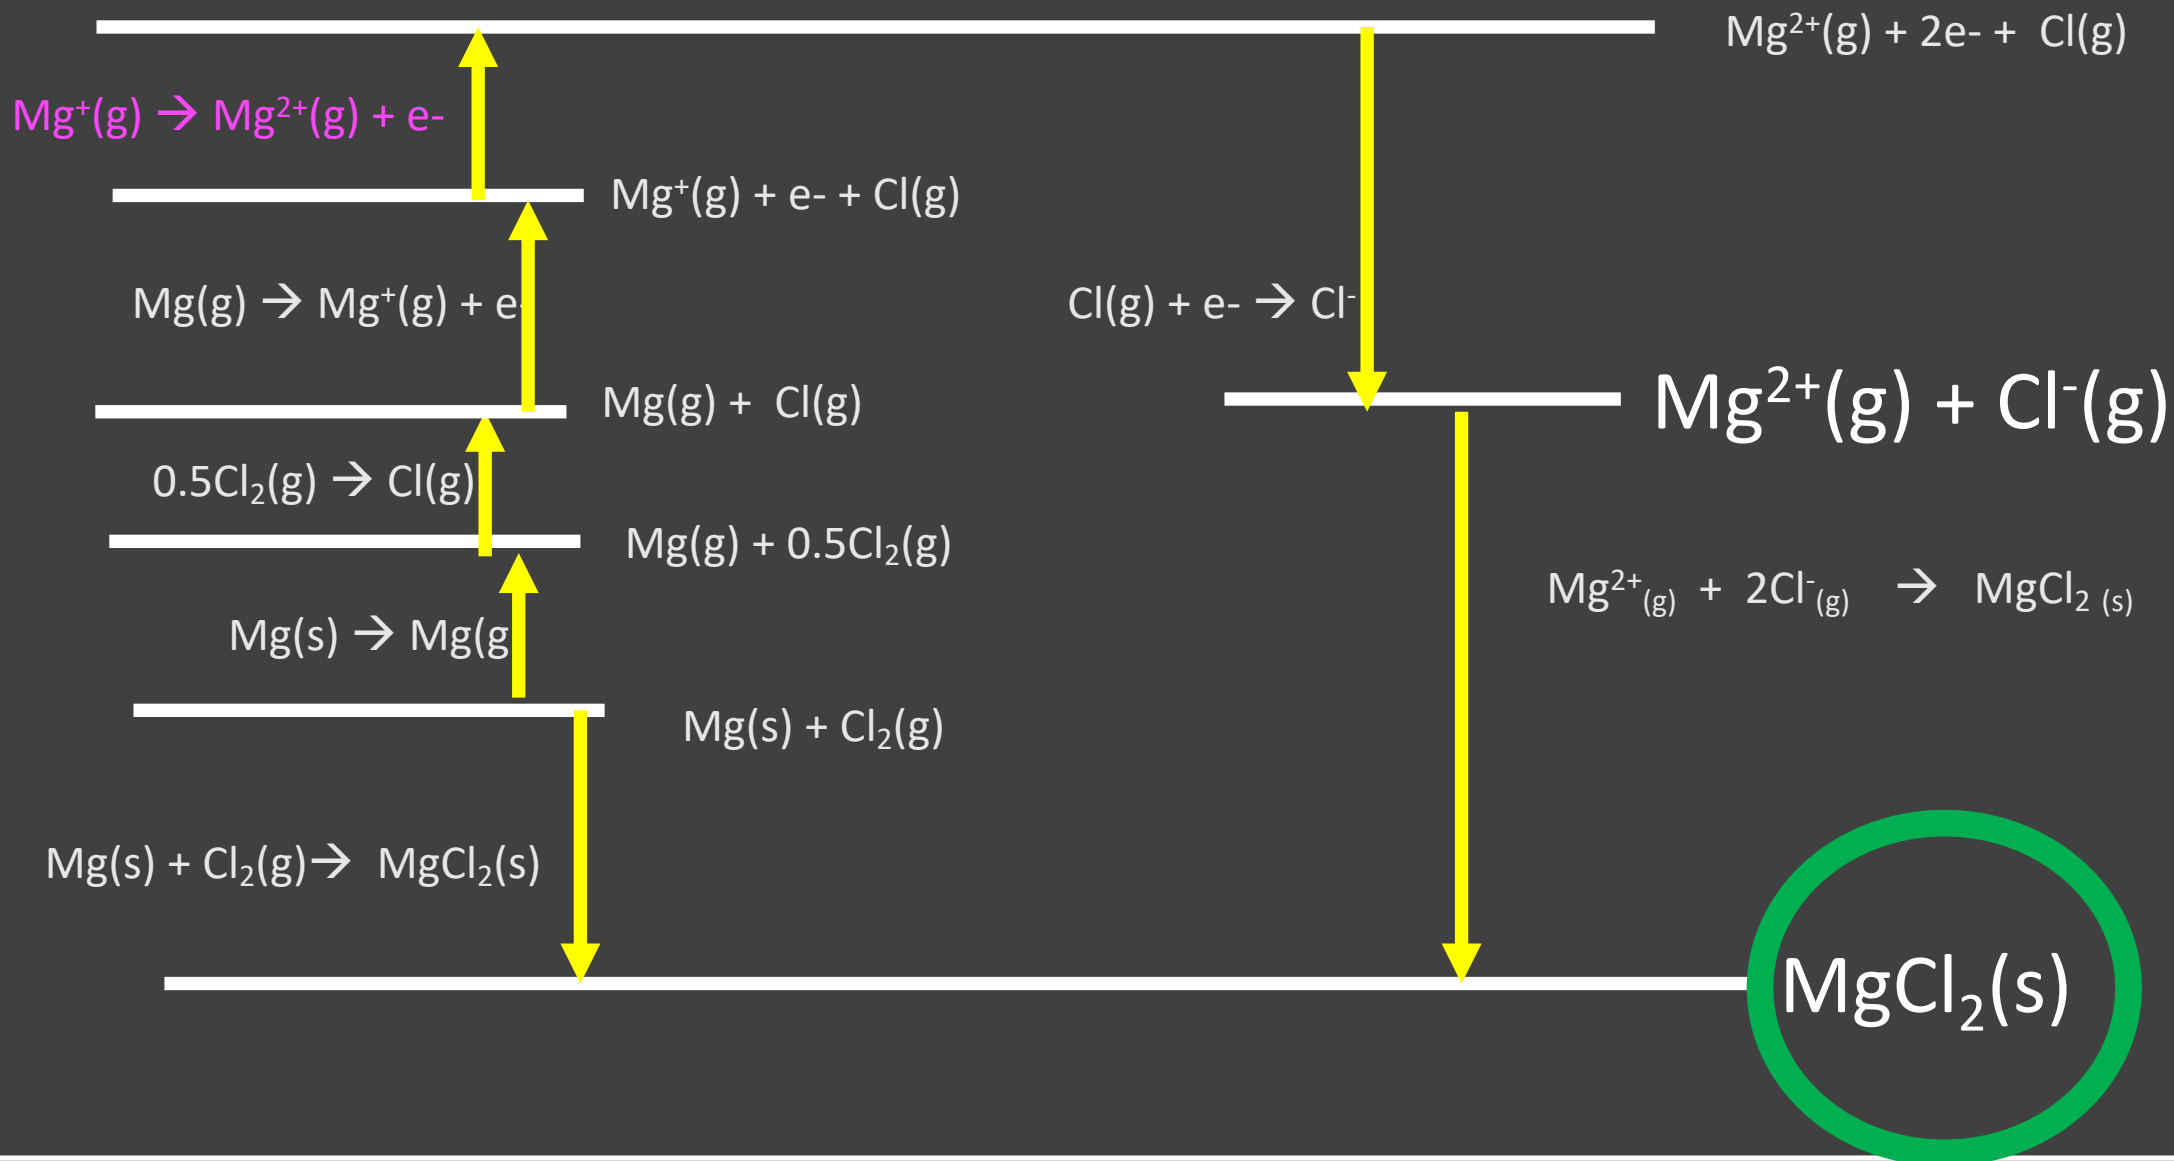 Mg²⁺(g) + 2e- + Cl(g)
Mg⁺(g) → Mg²⁺(g) + e-
Mg⁺(g) + e- + Cl(g)
Mg(g) → Mg⁺(g) + e-
Cl(g) + e- → Cl⁻
Mg(g) + Cl(g)
Mg²⁺(g) + Cl⁻(g)
0.5Cl₂(g) → Cl(g)
Mg(g) + 0.5Cl₂(g)
Mg²⁺(g) + 2Cl⁻(g) → MgCl₂ (s)
Mg(s) → Mg(g
Mg(s) + Cl₂(g)
Mg(s) + Cl₂(g)→ MgCl₂(s)
MgCl₂(s)